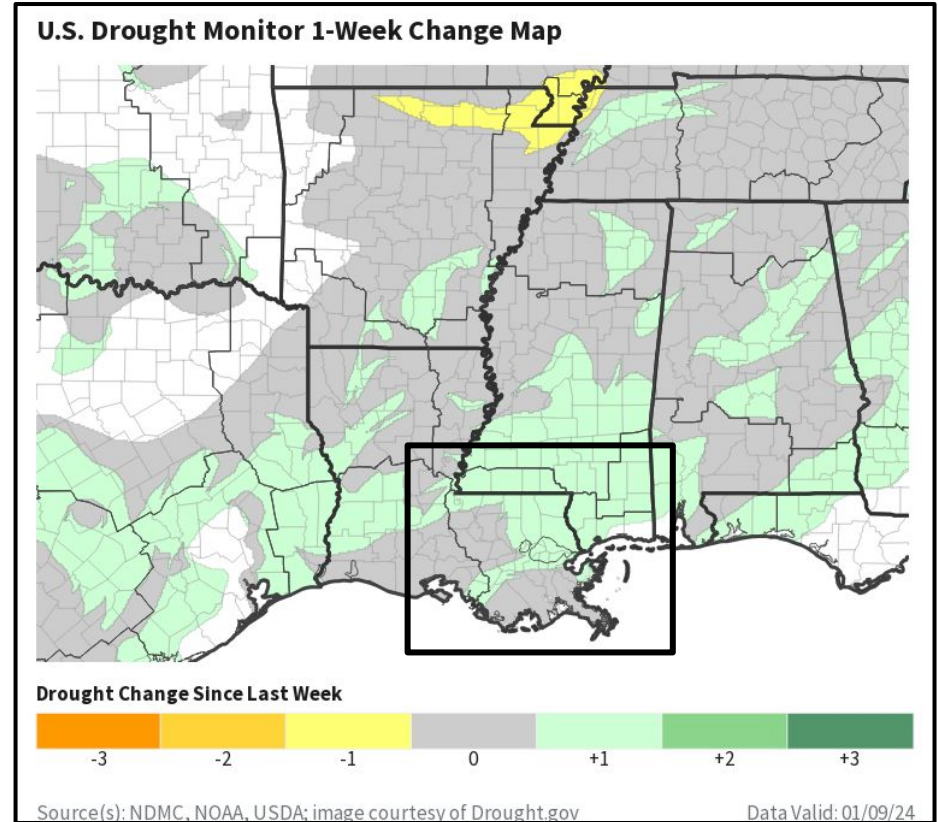 U.S. Drought Monitor 1-Week Change Map
Drought Change Since Last Week
-3 -2 -1 0 +1 +2 +3
Source(s): NDMC, NOAA, USDA; image courtesy of Drought.gov Data Valid: 01/09/24